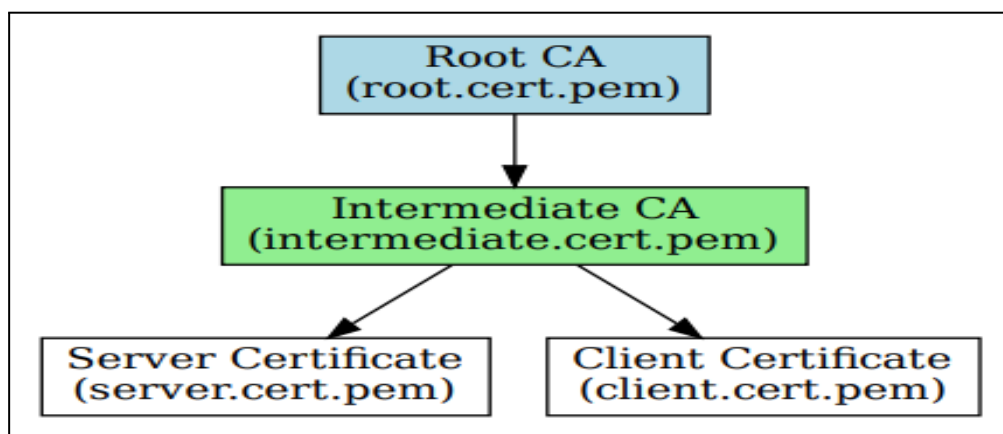 Root CA
(root.cert.pem)
Intermediate CA
(intermediate.cert.pem)
Server Certificate
(server.cert.pem)
Client Certificate
(client.cert.pem)